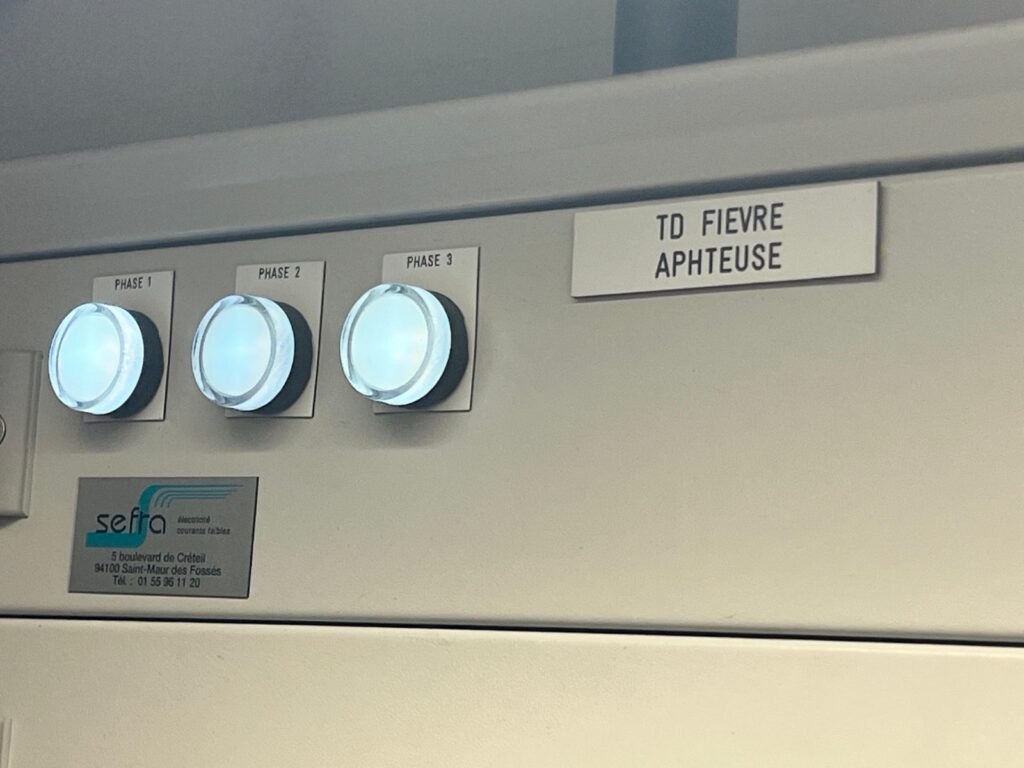 TD FIEVRE
APHTEUSE
PHASE 1
PHASE 2
PHASE 3
sefra
électricité
courants faibles
5 boulevard de Créteil
94100 Saint-Maur des Fossés
Tél. : 01 55 96 11 20